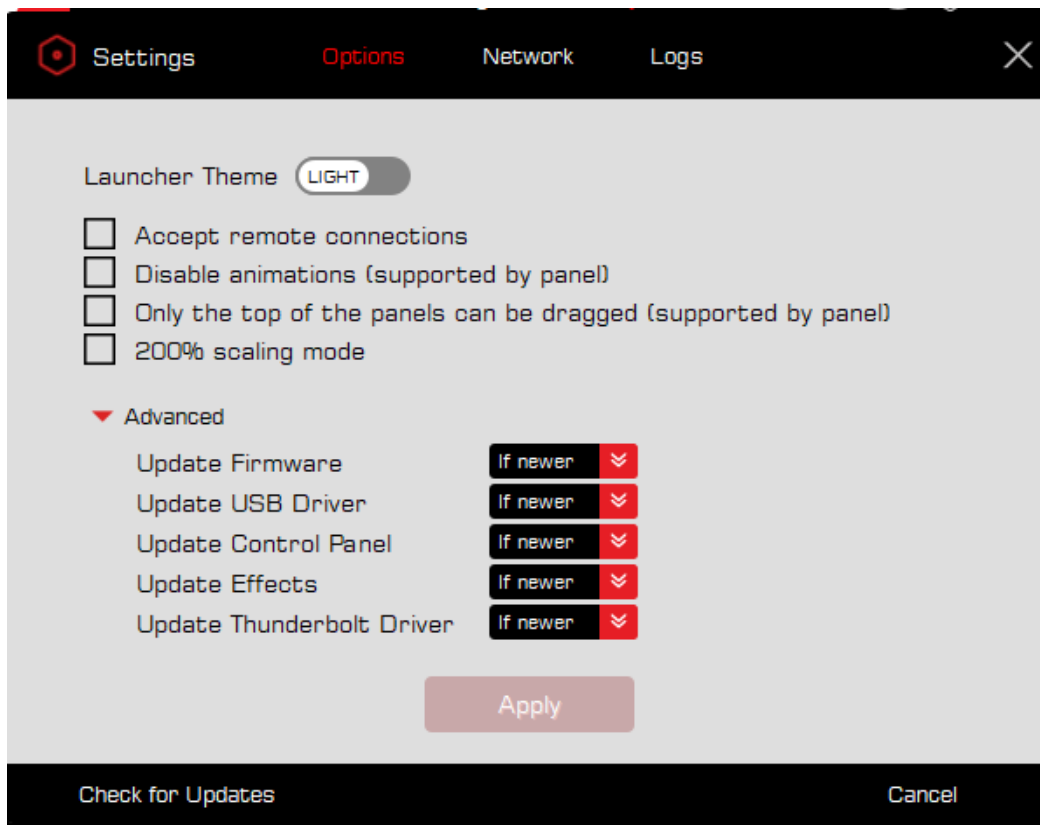 Settings Options Network Logs
Launcher Theme LIGHT
Accept remote connections
Disable animations (supported by panel)
Only the top of the panels can be dragged (supported by panel)
200% scaling mode
Advanced
Update Firmware If newer
Update USB Driver If newer
Update Control Panel If newer
Update Effects If newer
Update Thunderbolt Driver If newer
Apply
Check for Updates Cancel